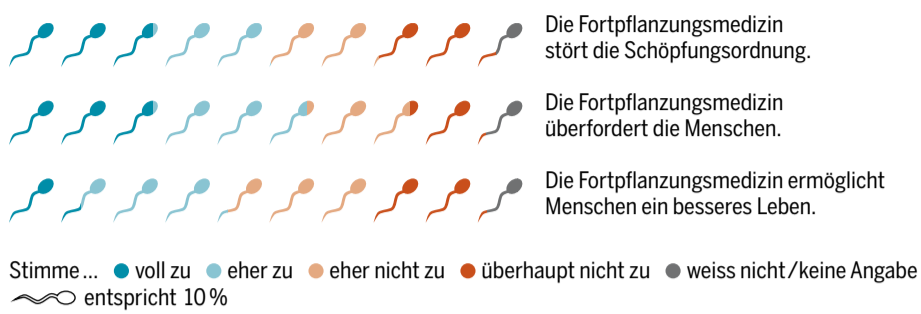 Die Fortpflanzungsmedizin
stört die Schöpfungsordnung.
Die Fortpflanzungsmedizin
überfordert die Menschen.
Die Fortpflanzungsmedizin ermöglicht
Menschen ein besseres Leben.
Stimme ... voll zu eher zu eher nicht zu überhaupt nicht zu weiss nicht/keine Angabe
entspricht 10 %